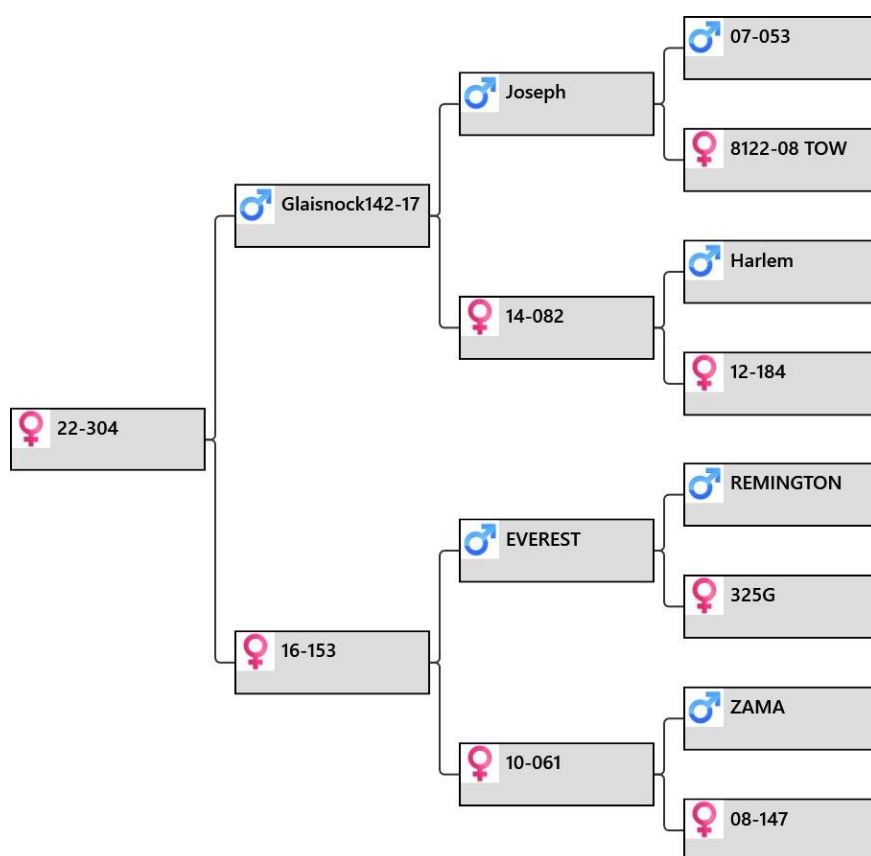 07-053
Joseph
8122-08 TOW
Glaisnock142-17
Harlem
14-082
12-184
22-304
REMINGTON
EVEREST
325G
16-153
ZAMA
10-061
08-147